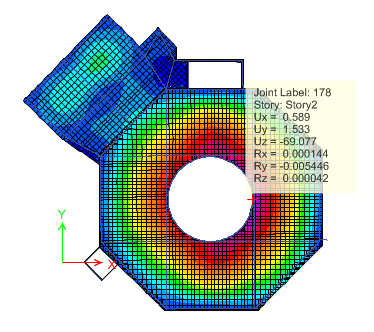 Joint Label: 178
Story: Story2
Ux = 0.589
Uy = 1.533
Uz = -69.077
Rx = 0.000144
Ry = -0.005446
Rz = 0.000042
Y
X